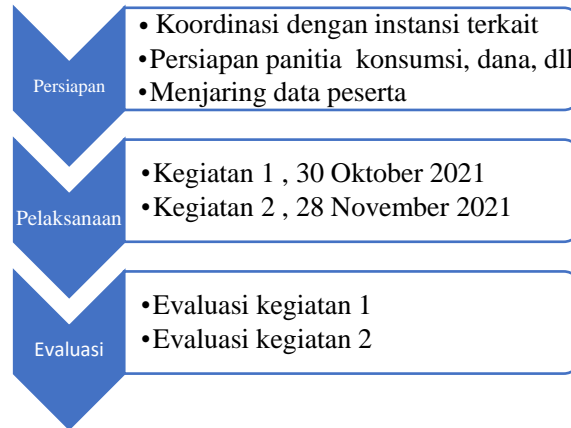 Persiapan
• Koordinasi dengan instansi terkait
•Persiapan panitia konsumsi, dana, dll
•Menjaring data peserta
Pelaksanaan
•Kegiatan 1 , 30 Oktober 2021
•Kegiatan 2 , 28 November 2021
Evaluasi
•Evaluasi kegiatan 1
•Evaluasi kegiatan 2